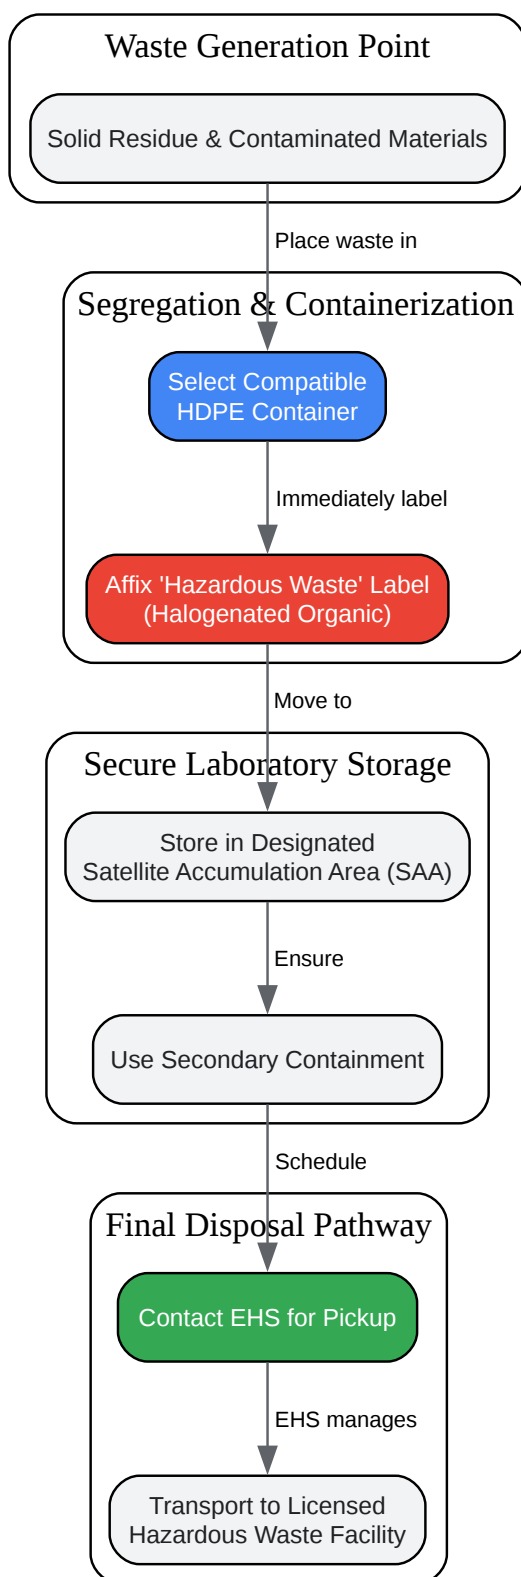 Waste Generation Point
Solid Residue & Contaminated Materials
Place waste in
Segregation & Containerization
Select Compatible
HDPE Container
Immediately label
Affix 'Hazardous Waste' Label
(Halogenated Organic)
Move to
Secure Laboratory Storage
Store in Designated
Satellite Accumulation Area (SAA)
Ensure
Use Secondary Containment
Schedule
Final Disposal Pathway
Contact EHS for Pickup
EHS manages
Transport to Licensed
Hazardous Waste Facility